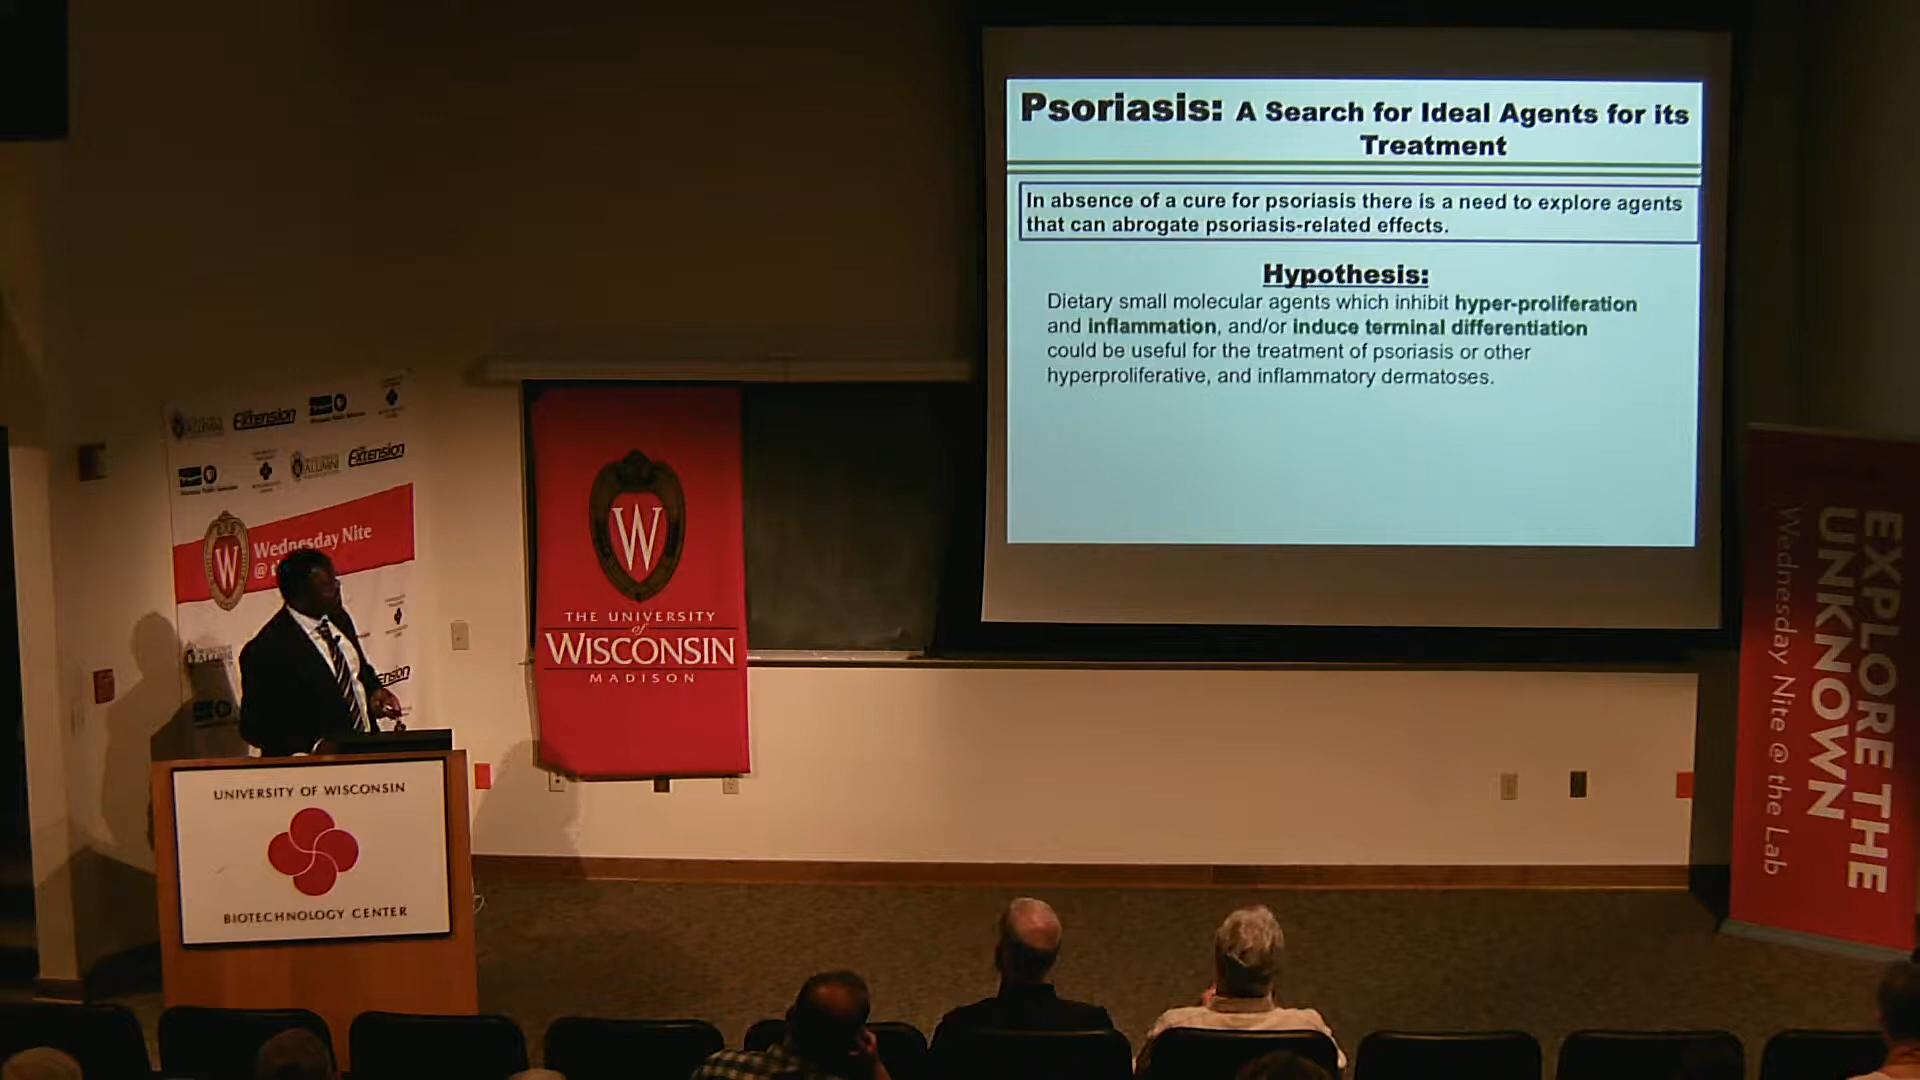 Psoriasis: A Search for Ideal Agents for its
Treatment
In absence of a cure for psoriasis there is a need to explore agents
that can abrogate psoriasis-related effects.
Hypothesis:
Dietary small molecular agents which inhibit hyper-proliferation
and inflammation, and/or induce terminal differentiation
could be useful for the treatment of psoriasis or other
hyperproliferative, and inflammatory dermatoses.
ALUMNI
Extension
ALUMNI
Extension
W
Wednesday Nite
@ t
ension
W
THE UNIVERSITY
of
WISCONSIN
MADISON
UNIVERSITY OF WISCONSIN
BIOTECHNOLOGY CENTER
EXPLORE THE
UNKNOWN
Wednesday Nite @ the Lab